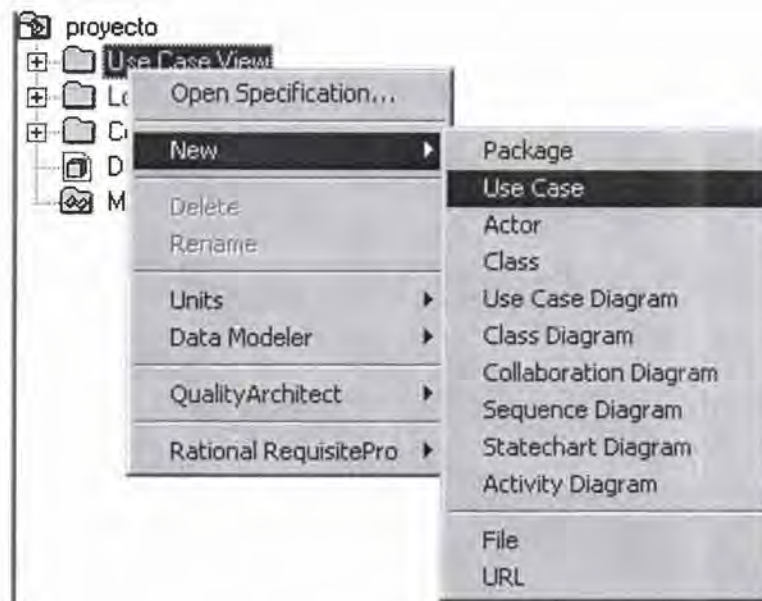 proyecto
Use Case View
Open Specification...
New
Delete
Rename
Units
Data Modeler
QualityArchitect
Rational RequisitePro
Package
Use Case
Actor
Class
Use Case Diagram
Class Diagram
Collaboration Diagram
Sequence Diagram
Statechart Diagram
Activity Diagram
File
URL